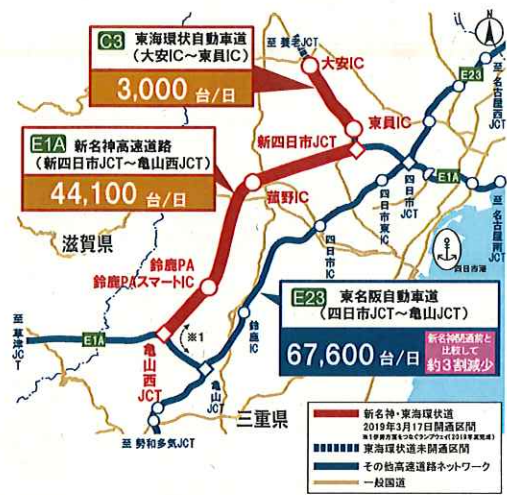 C3 東海環状自動車道
(大安IC〜東員IC)
3,000 台/日
至 養老JCT
大安IC
N
E23
至 名古屋西JCT
東員IC
新四日市JCT
E1A 新名神高速道路
(新四日市JCT〜亀山西JCT)
44,100 台/日
菰野IC
四日市JCT
E1A
四日市東IC
至 名古屋南JCT
滋賀県
四日市IC
四日市港
鈴鹿PA
鈴鹿PAスマートIC
E23 東名阪自動車道
(四日市JCT〜亀山JCT)
67,600 台/日
新名神開通前と
比較して
約3割減少
至 草津JCT
E1A
※1
鈴鹿IC
亀山西JCT
亀山JCT
三重県
至 勢和多気JCT
新名神・東海環状道
2019年3月17日開通区間
東海環状道未開通区間
その他高速道路ネットワーク
一般国道